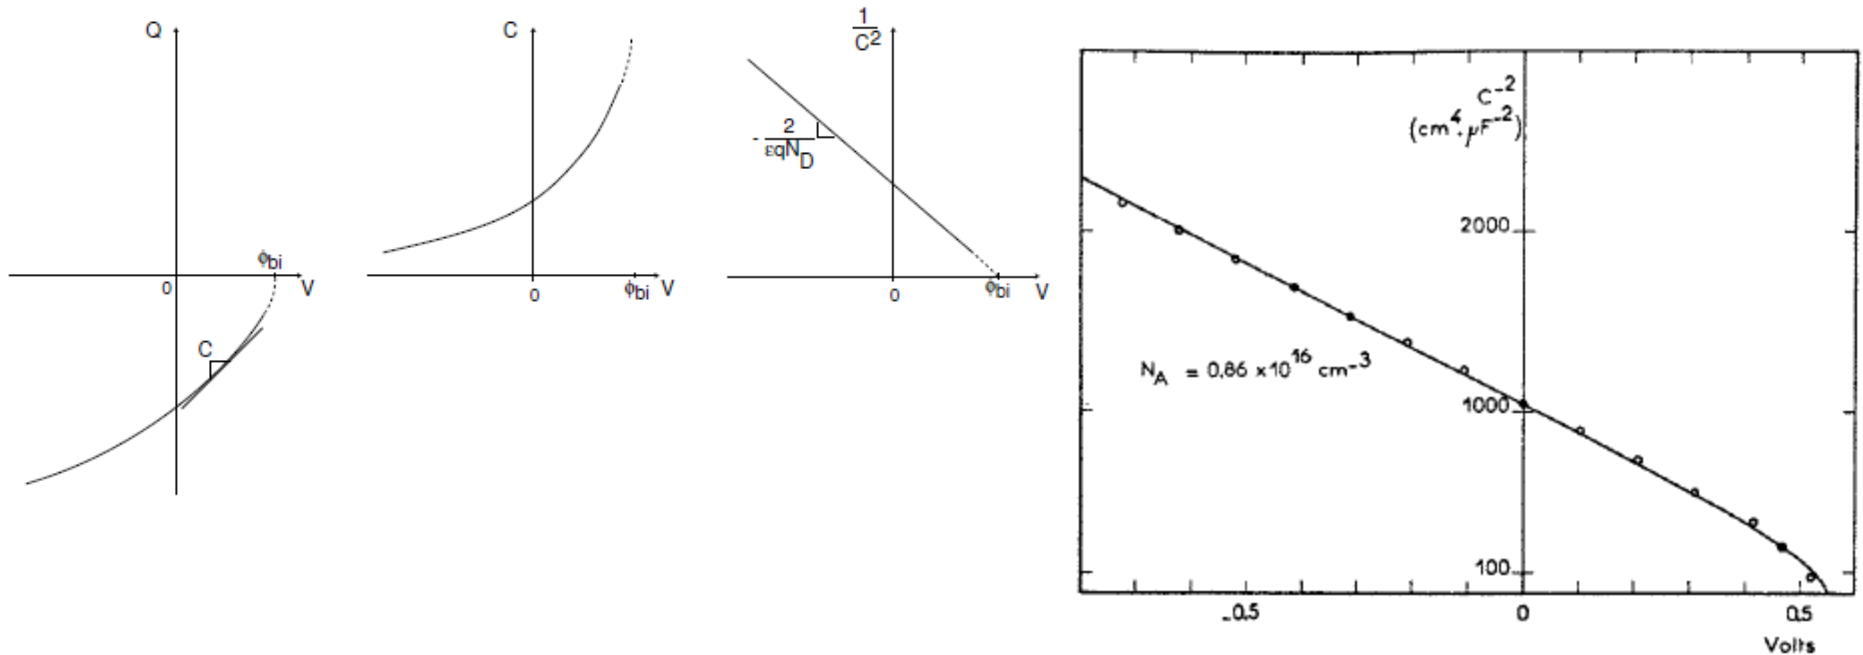 Q
ϕbi
0
V
C
C
0
ϕbi V
1
C2
2
- εqND
0
φbi
V
C-2
(cm4.μF-2)
2000
NA = 0,86 x1016 cm-3
1000
100
-0.5
0
0.5
Volts